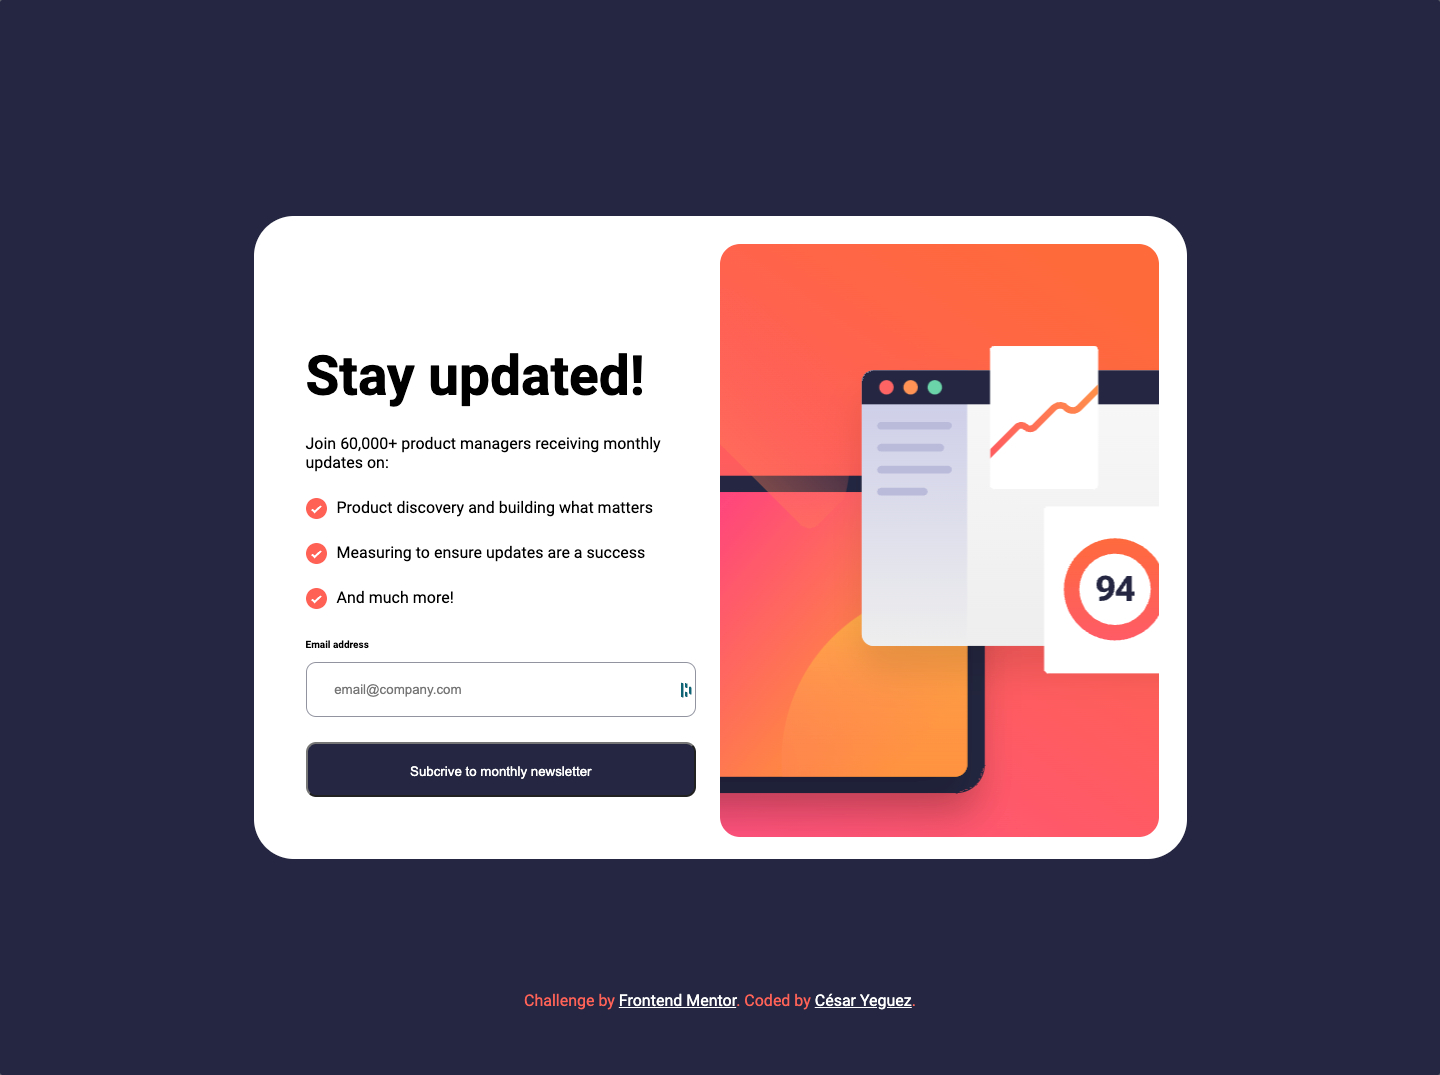 Stay updated!
Join 60,000+ product managers receiving monthly
updates on:
Product discovery and building what matters
Measuring to ensure updates are a success
And much more!
Email address
email@company.com
Subcrive to monthly newsletter
94
Challenge by Frontend Mentor. Coded by César Yeguez.